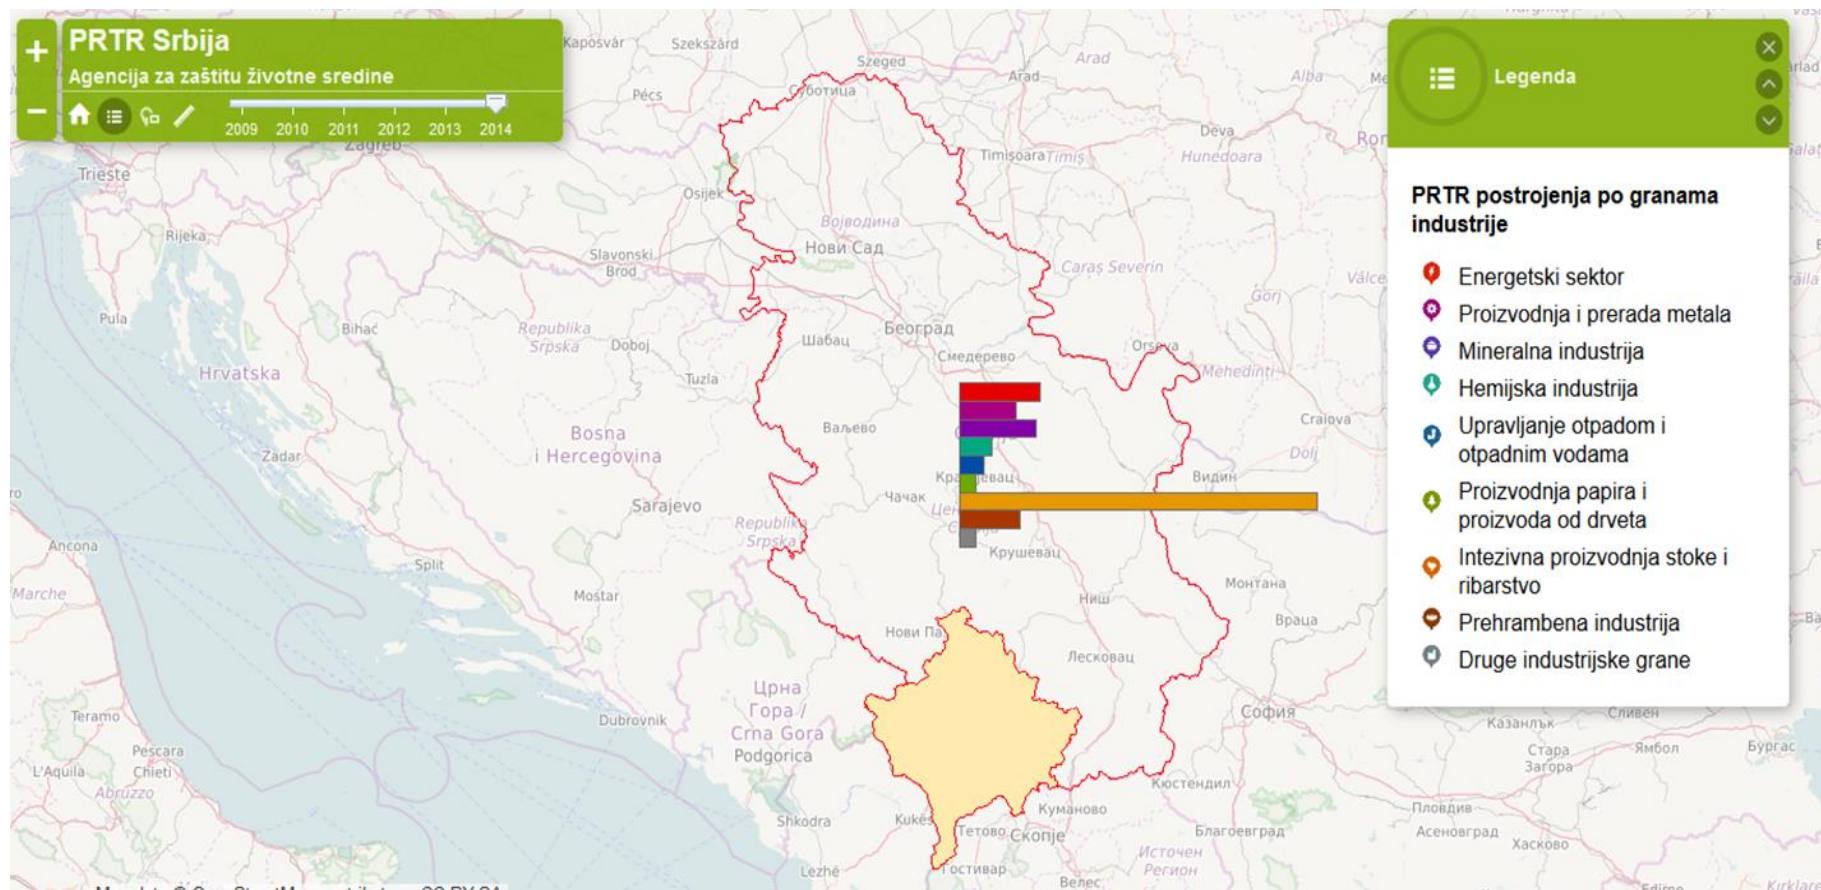 PRTR Srbija
Agencija za zaštitu životne sredine
2009 2010 2011 2012 2013 2014
Legenda
PRTR postrojenja po granama
industrije
Energetski sektor
Proizvodnja i prerada metala
Mineralna industrija
Hemijska industrija
Upravljanje otpadom i
otpadnim vodama
Proizvodnja papira i
proizvoda od drveta
Intezivna proizvodnja stoke i
ribarstvo
Prehrambena industrija
Druge industrijske grane
Kaposvár
Szekszárd
Szeged
Arad
Arad
Alba
Pécs
Суботица
Deva
Hunedoara
Zagreb
Timișoara
Timiș
Trieste
Osijek
Војводина
Rijeka
Нови Сад
Slavonski
Brod
Caraș Severin
Gorj
Pula
Bihać
Republika
Srpska
Doboj
Шабац
Београд
Смедерево
Orșova
Mehedinți
Hrvatska
Tuzla
Craiova
Ваљево
Bosna
i Hercegovina
Zadar
Dolj
Видин
Чачак
Sarajevo
Republika
Srpska
Крушевац
Ancona
Split
Marche
Mostar
Ниш
Монтана
Враца
Нови Па
Лесковац
Црна
Гора /
Crna Gora
Podgorica
Dubrovnik
София
Teramo
Pescara
Chieti
L'Aquila
Abruzzo
Казанлък
Сливен
Стара
Загора
Ямбол
Бургас
Кюстендил
Куманово
Пловдив
Shkodra
Kukës
Тетово
Скопје
Благоевград
Асеновград
Хасково
Lezhë
Гостивар
Источен
Регион
Велес